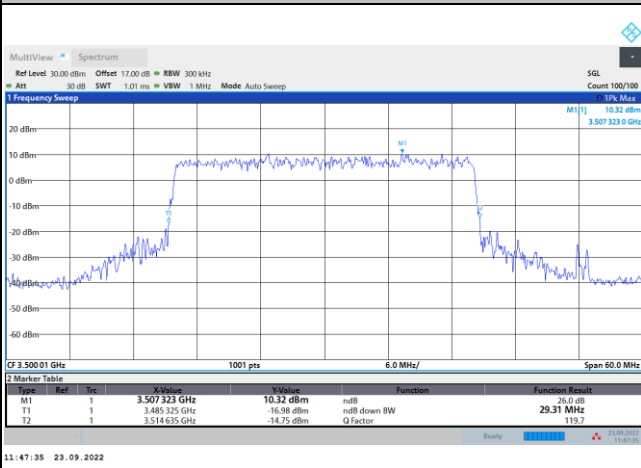 MultiView Spectrum
Ref Level 30.00 dBm Offset 17.00 dB RBW 300 kHz SGL
Att 30 dB SWT 1.01 ms VBW 1 MHz Mode Auto Sweep Count 100/100
1 Frequency Sweep 1Pk Max
M1[1] 10.32 dBm
3.507 323 0 GHz
20 dBm
M1
10 dBm
0 dBm
-10 dBm
T1
-20 dBm
-30 dBm
-40 dBm
-50 dBm
-60 dBm
CF 3.500 01 GHz 1001 pts 6.0 MHz/ Span 60.0 MHz
2 Marker Table
Type Ref Trc X-Value Y-Value Function Function Result
M1 1 3.507 323 GHz 10.32 dBm ndB 26.0 dB
T1 1 3.485 325 GHz -16.98 dBm ndB down BW 29.31 MHz
T2 1 3.514 635 GHz -14.75 dBm Q Factor 119.7
Ready 23.09.2022
11:47:35
11:47:35 23.09.2022